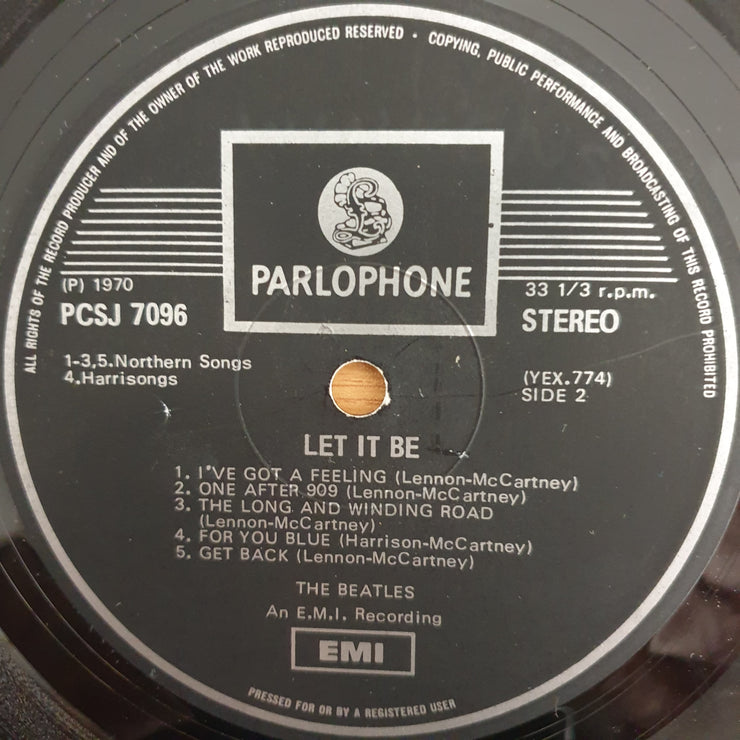 ALL RIGHTS OF THE RECORD PRODUCER AND OF THE OWNER OF THE WORK REPRODUCED RESERVED · COPYING, PUBLIC PERFORMANCE AND BROADCASTING OF THIS RECORD PROHIBITED
PARLOPHONE
(P) 1970
33 1/3 r.p.m.
PCSJ 7096
STEREO
1-3,5.Northern Songs
4.Harrisongs
(YEX.774)
SIDE 2
LET IT BE
1. I'VE GOT A FEELING (Lennon-McCartney)
2. ONE AFTER 909 (Lennon-McCartney)
3. THE LONG AND WINDING ROAD
(Lennon-McCartney)
4. FOR YOU BLUE (Harrison-McCartney)
5. GET BACK (Lennon-McCartney)
THE BEATLES
An E.M.I. Recording
EMI
PRESSED FOR OR BY A REGISTERED USER